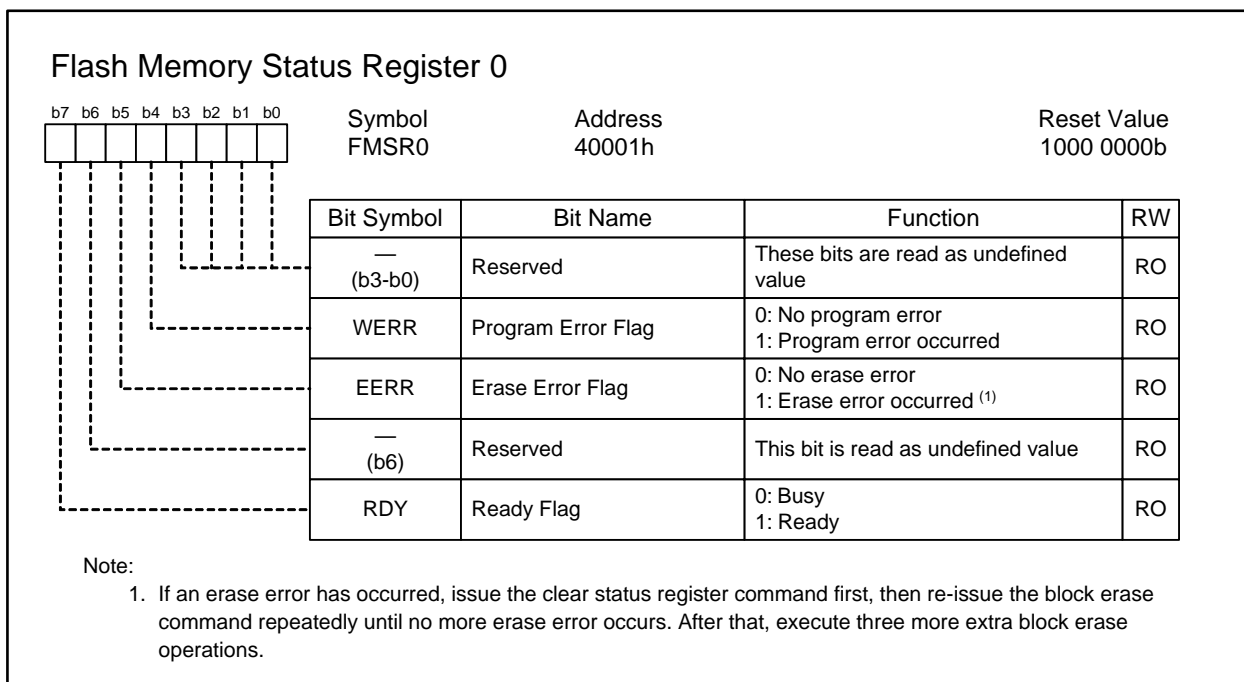 Flash Memory Status Register 0
b7 b6 b5 b4 b3 b2 b1 b0
Symbol Address Reset Value
FMSR0 40001h 1000 0000b
Bit Symbol Bit Name Function RW
— (b3-b0) Reserved These bits are read as undefined value RO
WERR Program Error Flag 0: No program error
1: Program error occurred RO
EERR Erase Error Flag 0: No erase error
1: Erase error occurred (1) RO
— (b6) Reserved This bit is read as undefined value RO
RDY Ready Flag 0: Busy
1: Ready RO
Note:
1. If an erase error has occurred, issue the clear status register command first, then re-issue the block erase
command repeatedly until no more erase error occurs. After that, execute three more extra block erase
operations.